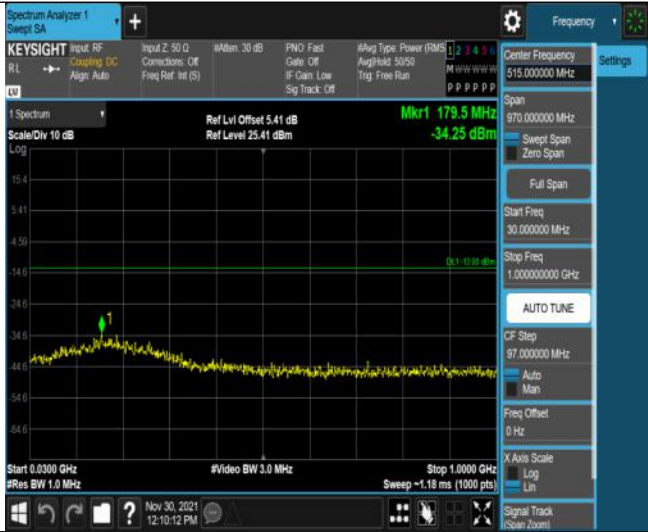 Spectrum Analyzer 1
Swept SA
Frequency
KEYSIGHT
RL
Input: RF
Coupling: DC
Align: Auto
Input Z: 50 Ω
Corrections: Off
Freq Ref: Int (S)
#Atten: 30 dB
PNO: Fast
Gate: Off
IF Gain: Low
Sig Track: Off
#Avg Type: Power (RMS
Avg|Hold: 50/50
Trig: Free Run
1 2 3 4 5 6
M W W W W W
P P P P P P
LV
1 Spectrum
Scale/Div 10 dB
Log
Ref Lvl Offset 5.41 dB
Ref Level 25.41 dBm
Mkr1 179.5 MHz
-34.25 dBm
15.4
5.41
-4.59
DL1 -13.00 dBm
-14.6
-24.6
1
-34.6
-44.6
-54.6
-64.6
Start 0.0300 GHz
#Res BW 1.0 MHz
#Video BW 3.0 MHz
Stop 1.0000 GHz
Sweep ~1.18 ms (1000 pts)
Nov 30, 2021
12:10:12 PM
?
Center Frequency
515.000000 MHz
Settings
Span
970.000000 MHz
Swept Span
Zero Span
Full Span
Start Freq
30.000000 MHz
Stop Freq
1.000000000 GHz
AUTO TUNE
CF Step
97.000000 MHz
Auto
Man
Freq Offset
0 Hz
X Axis Scale
Log
Lin
Signal Track
(Span Zoom)